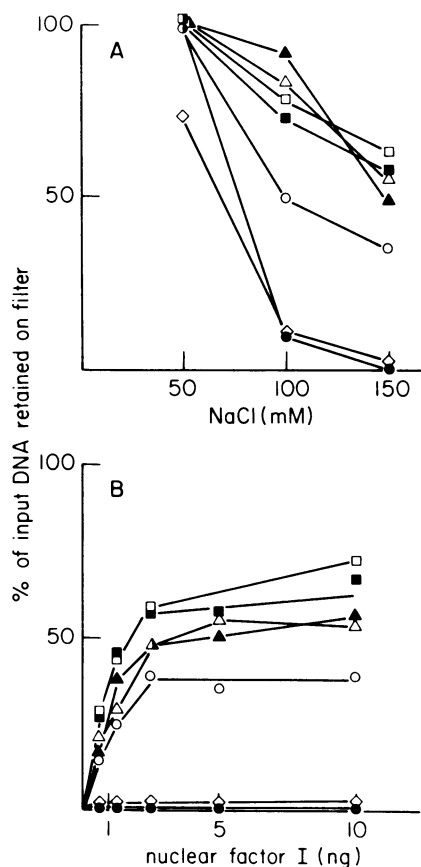 100
A
50
50
100
150
NaCl (mM)
% of input DNA retained on filter
100
B
50
1
5
10
nuclear factor I (ng)